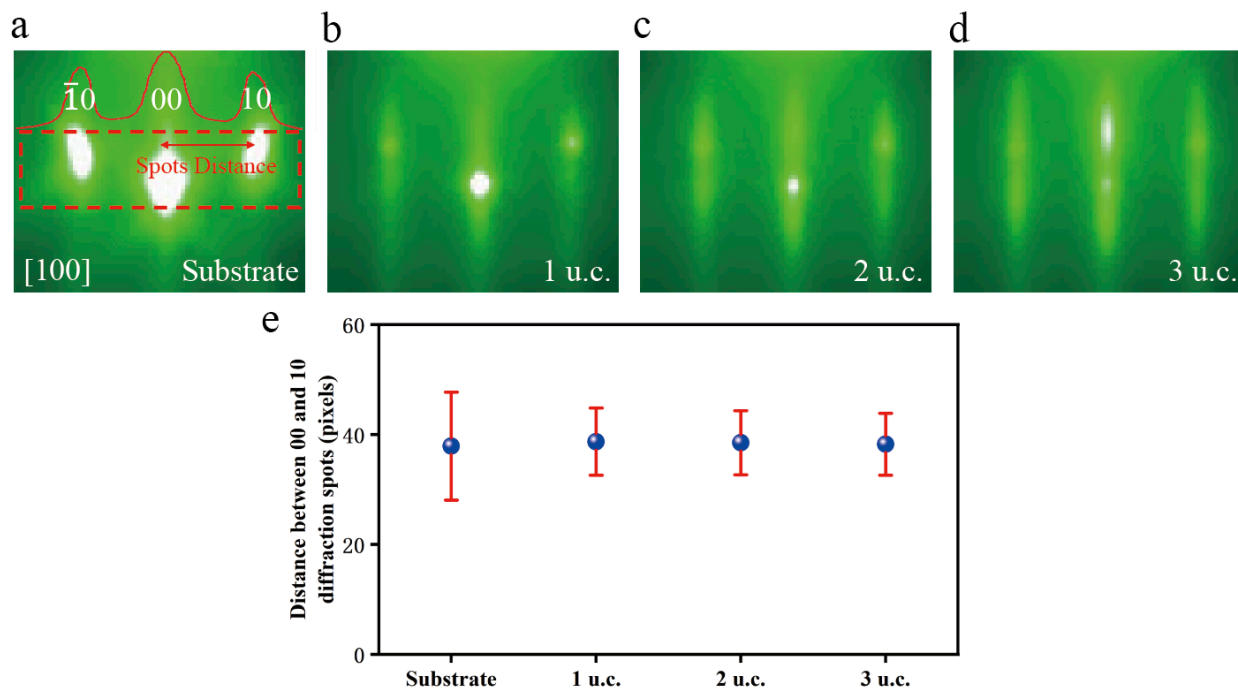 a
b
c
d
1̅0
00
10
Spots Distance
[100]
Substrate
1 u.c.
2 u.c.
3 u.c.
e
Distance between 00 and 10
diffraction spots (pixels)
60
40
20
0
Substrate
1 u.c.
2 u.c.
3 u.c.